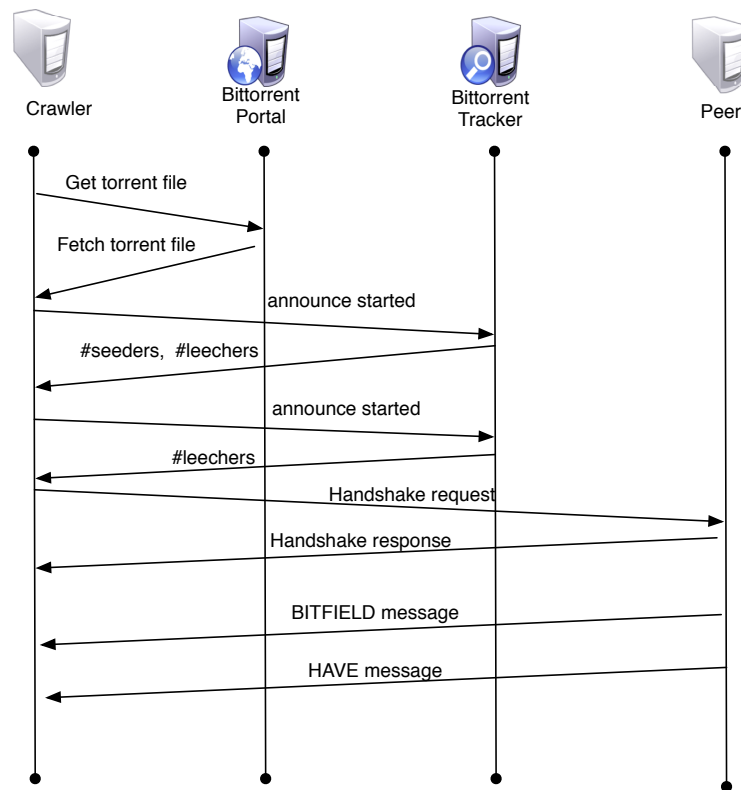 Crawler
Bittorrent
Portal
Bittorrent
Tracker
Peer
Get torrent file
Fetch torrent file
announce started
#seeders, #leechers
announce started
#leechers
Handshake request
Handshake response
BITFIELD message
HAVE message